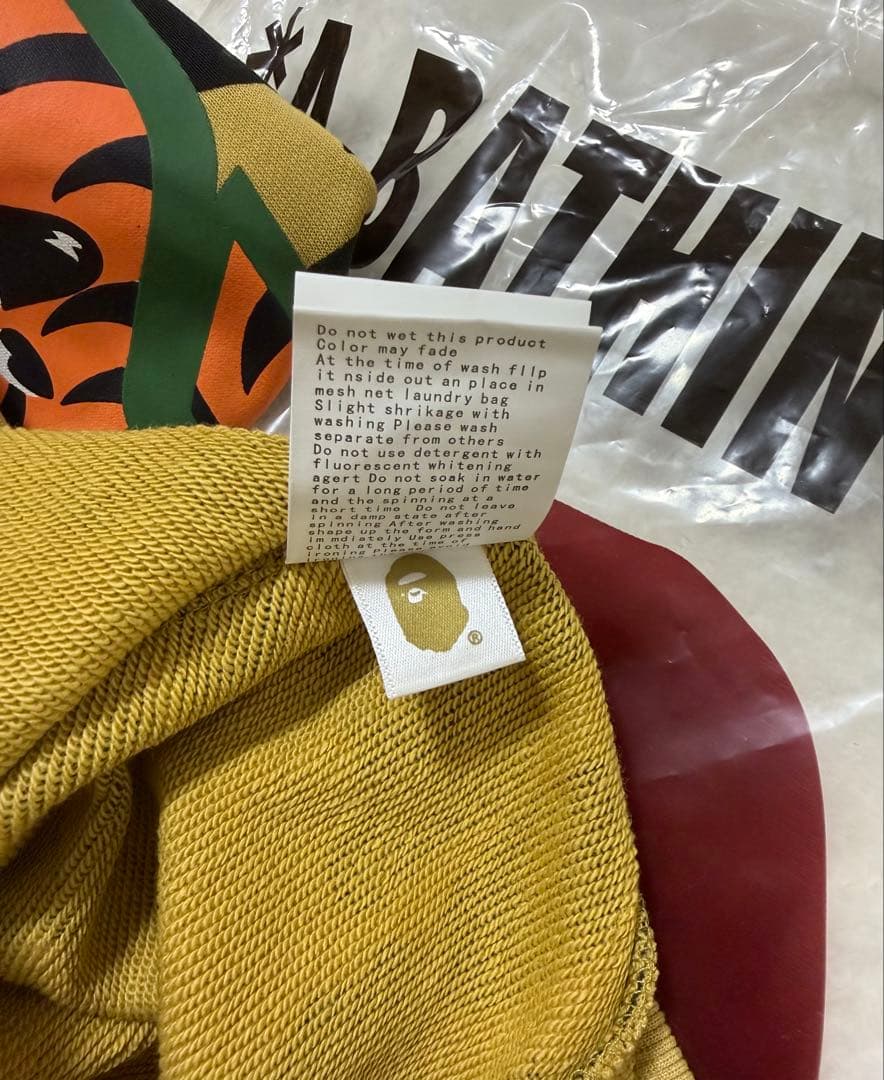 *A BATHIN
Do not wet this product
Color may fade
At the time of wash fllp
it nside out an place in
mesh net laundry bag
Slight shrikage with
washing Please wash
separate from others
Do not use detergent with
fluorescent whitening
agert Do not soak in water
for a long period of time
and the spinning at a
short time Do not leave
in a damp state after
spinning After washing
shape up the form and hand
im mdiately Use press
cloth at the time of
ironing Please avoid
®